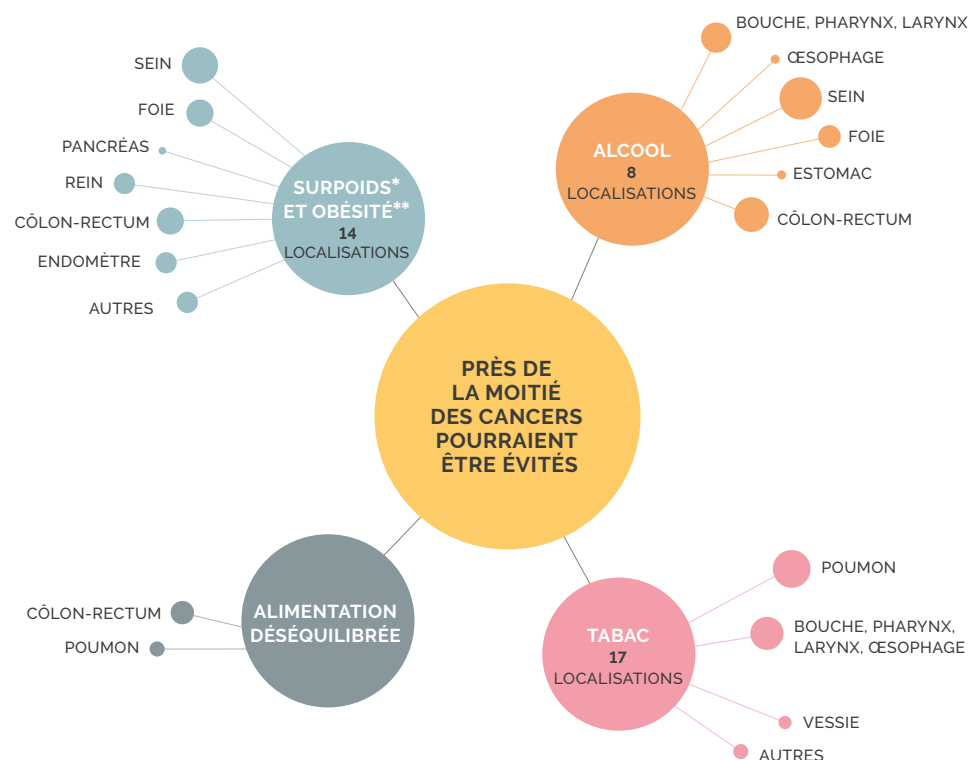 SEIN
FOIE
PANCRÉAS
REIN
CÔLON-RECTUM
ENDOMÈTRE
AUTRES
SURPOIDS*
ET OBÉSITÉ**
14
LOCALISATIONS
BOUCHE, PHARYNX, LARYNX
ŒSOPHAGE
SEIN
FOIE
ESTOMAC
CÔLON-RECTUM
ALCOOL
8
LOCALISATIONS
PRÈS DE
LA MOITIÉ
DES CANCERS
POURRAIENT
ÊTRE ÉVITÉS
CÔLON-RECTUM
POUMON
ALIMENTATION
DÉSÉQUILIBRÉE
TABAC
17
LOCALISATIONS
POUMON
BOUCHE, PHARYNX,
LARYNX, ŒSOPHAGE
VESSIE
AUTRES